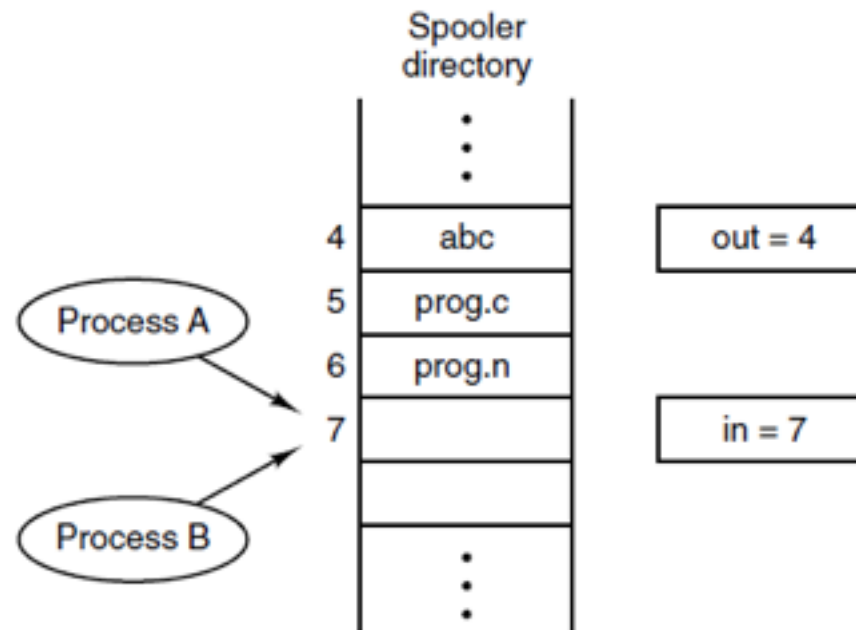 Spooler
directory
4 abc out = 4
Process A
5 prog.c
6 prog.n
7 in = 7
Process B